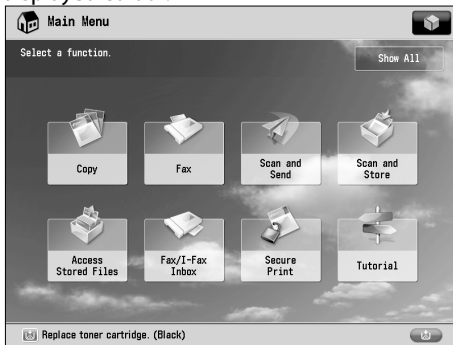 Main Menu
Select a function.
Show All
Copy
Fax
Scan and
Send
Scan and
Store
Access
Stored Files
Fax/I-Fax
Inbox
Secure
Print
Tutorial
Replace toner cartridge. (Black)